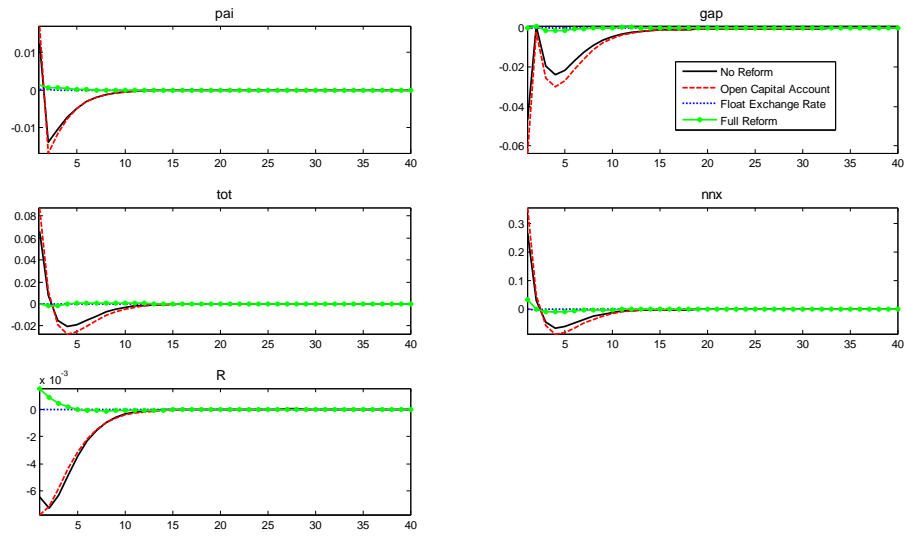 pai
0.01
0
-0.01
5 10 15 20 25 30 35 40
gap
0
-0.02
-0.04
-0.06
No Reform
Open Capital Account
Float Exchange Rate
Full Reform
5 10 15 20 25 30 35 40
tot
0.08
0.06
0.04
0.02
0
-0.02
5 10 15 20 25 30 35 40
nnx
0.3
0.2
0.1
0
5 10 15 20 25 30 35 40
R
x 10⁻³
0
-2
-4
-6
5 10 15 20 25 30 35 40